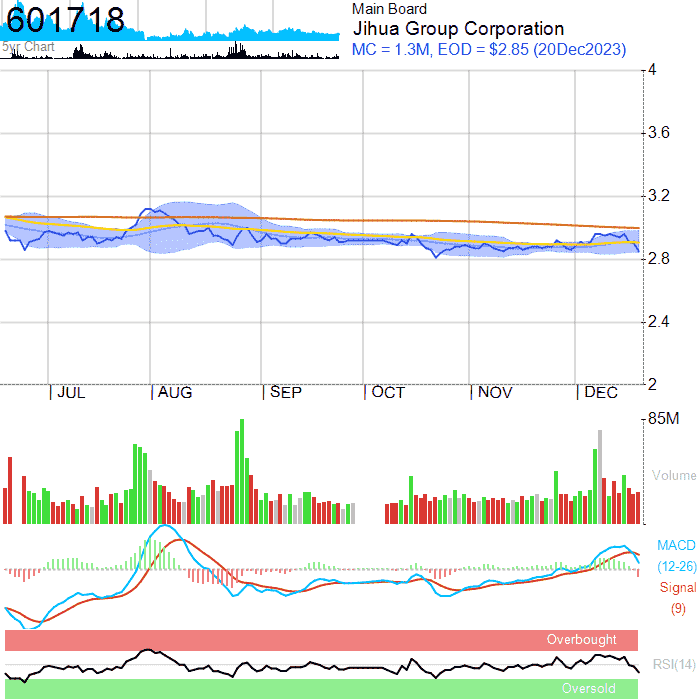 601718
5yr Chart
Main Board
Jihua Group Corporation
MC = 1.3M, EOD = $2.85 (20Dec2023)
4
3.6
3.2
2.8
2.4
2
JUL AUG SEP OCT NOV DEC
85M
Volume
MACD
(12-26)
Signal
(9)
Overbought
RSI(14)
Oversold